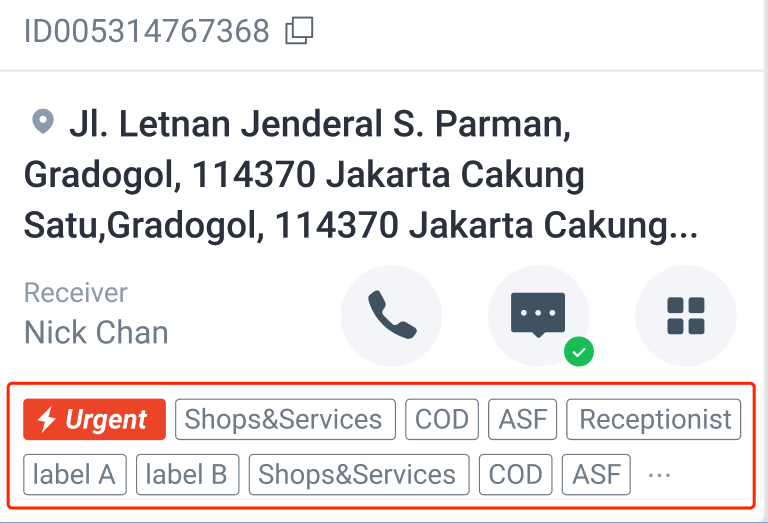 ID005314767368
Jl. Letnan Jenderal S. Parman,
Gradogol, 114370 Jakarta Cakung
Satu,Gradogol, 114370 Jakarta Cakung...
Receiver
Nick Chan
Urgent Shops&Services COD ASF Receptionist
label A label B Shops&Services COD ASF ...